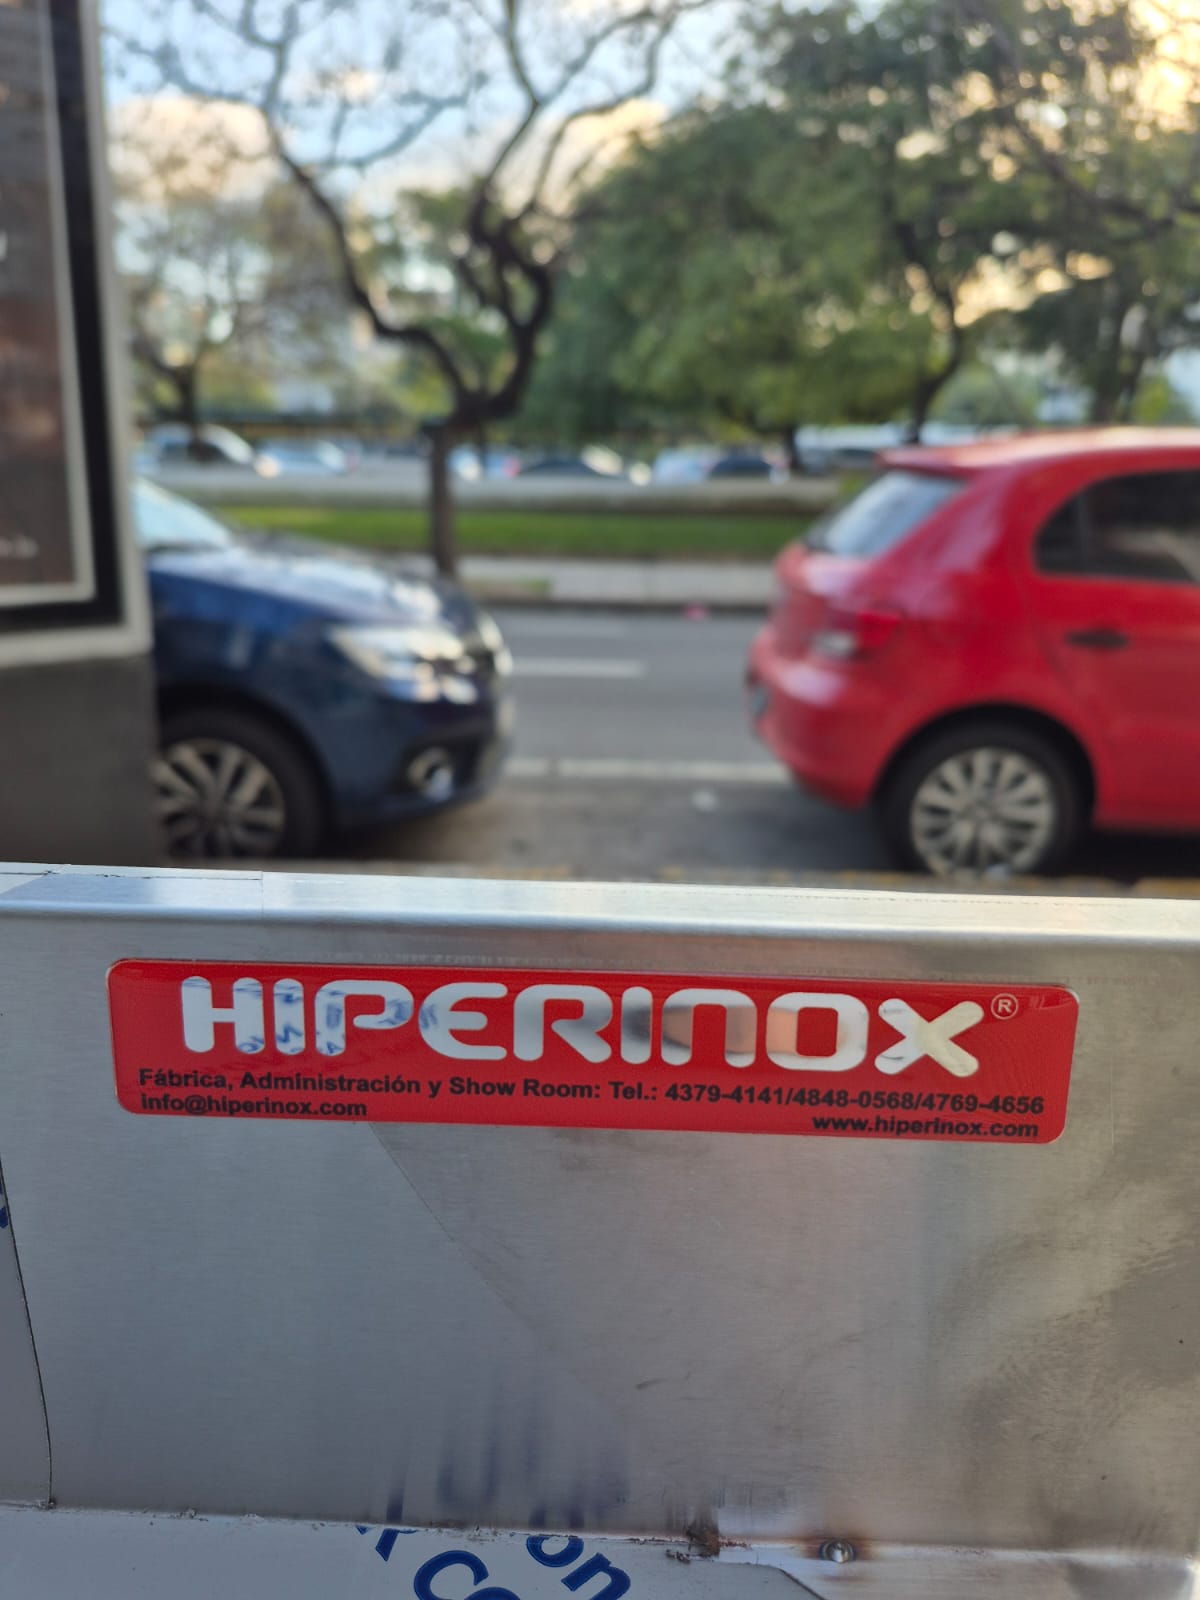 HIPERINOX®
Fábrica, Administración y Show Room: Tel.: 4379-4141/4848-0568/4769-4656
info@hiperinox.com
www.hiperinox.com